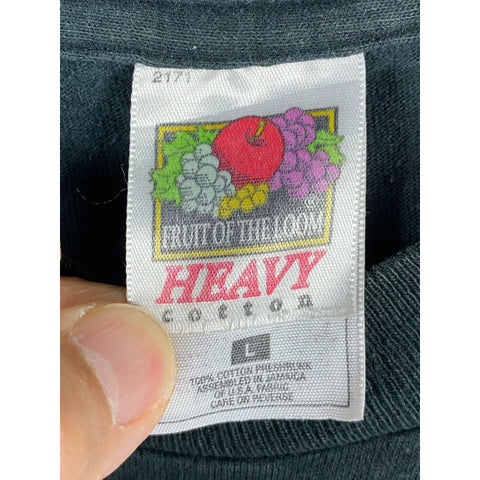 2171
FRUIT OF THE LOOM ®
HEAVY
cotton
L
100% COTTON PRESHRUNK
ASSEMBLED IN JAMAICA
OF U.S.A. FABRIC
CARE ON REVERSE